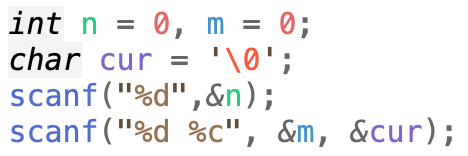 int n = 0, m = 0;
char cur = '\0';
scanf("%d",&n);
scanf("%d %c", &m, &cur);